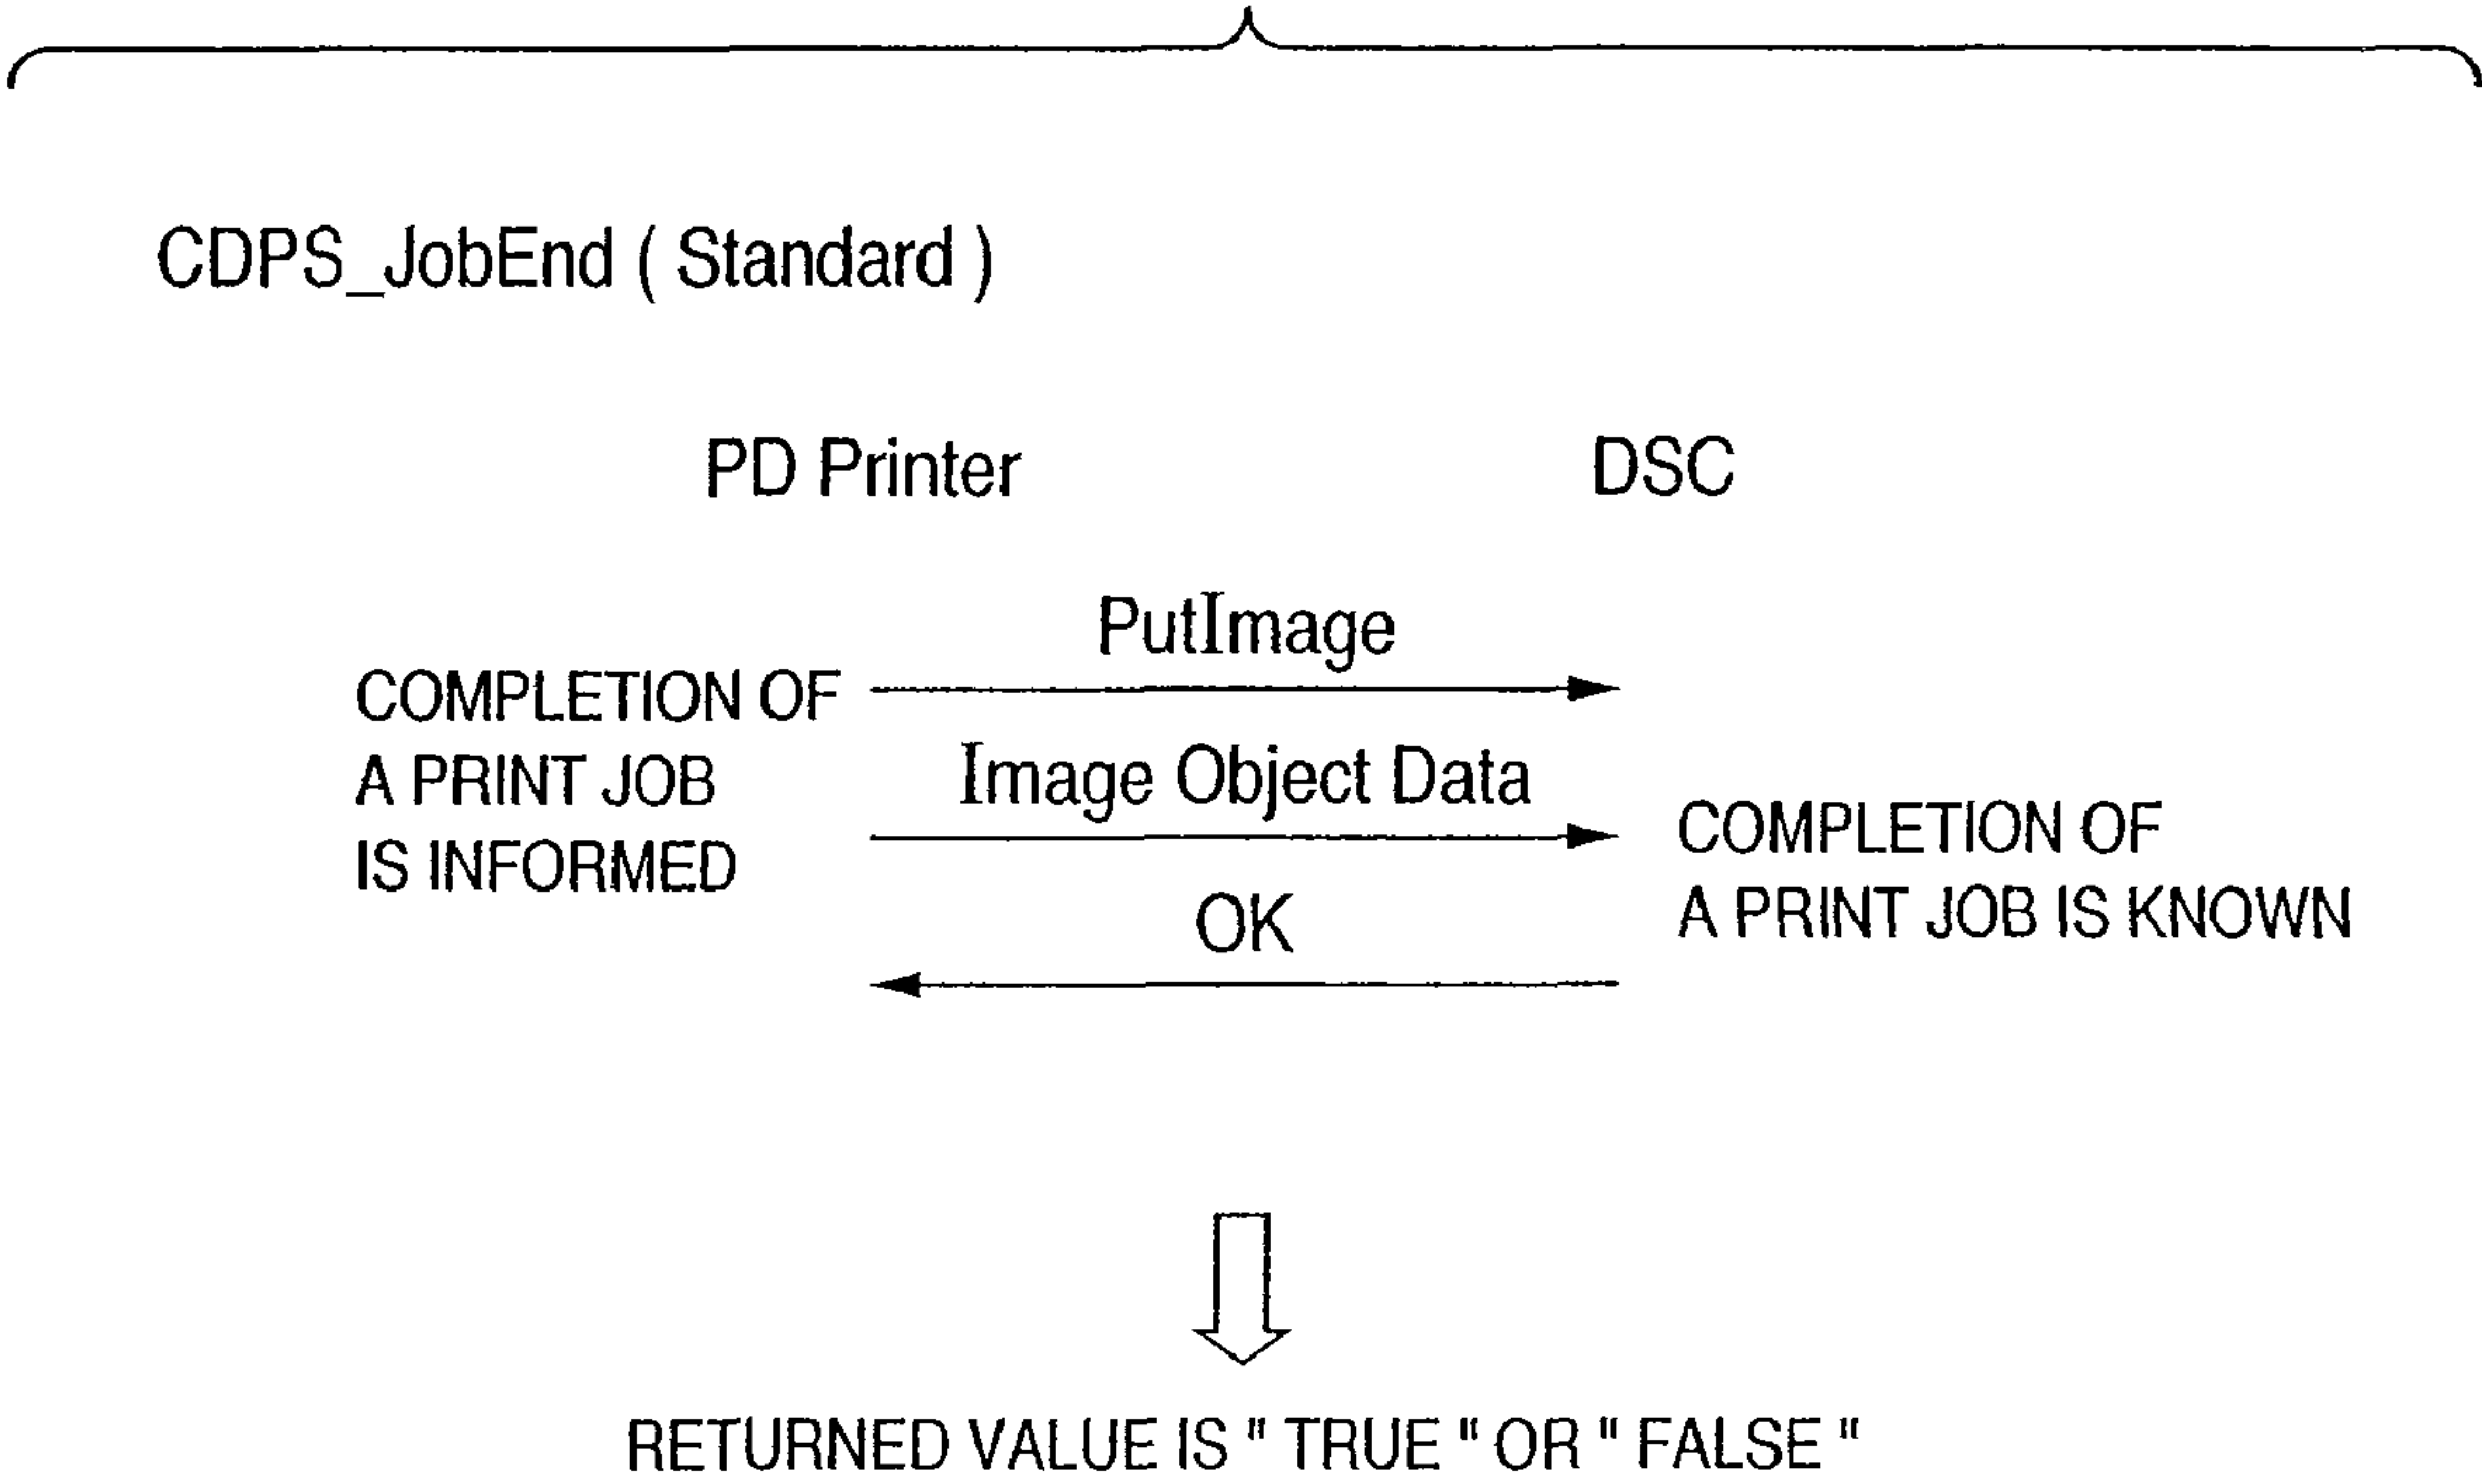 CDPS_JobEnd ( Standard )
PD Printer
DSC
PutImage
COMPLETION OF
A PRINT JOB
IS INFORMED
Image Object Data
COMPLETION OF
A PRINT JOB IS KNOWN
OK
RETURNED VALUE IS " TRUE " OR " FALSE "